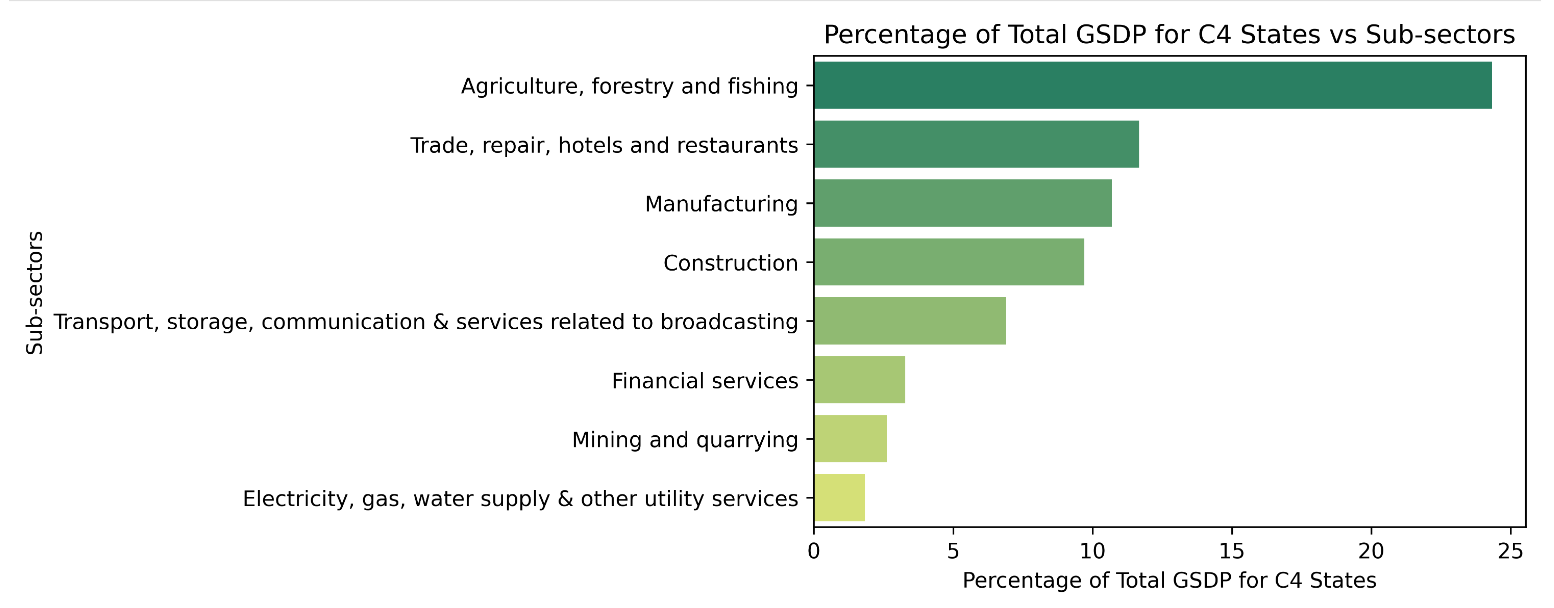 Percentage of Total GSDP for C4 States vs Sub-sectors
Sub-sectors
Agriculture, forestry and fishing
Trade, repair, hotels and restaurants
Manufacturing
Construction
Transport, storage, communication & services related to broadcasting
Financial services
Mining and quarrying
Electricity, gas, water supply & other utility services
0 5 10 15 20 25
Percentage of Total GSDP for C4 States